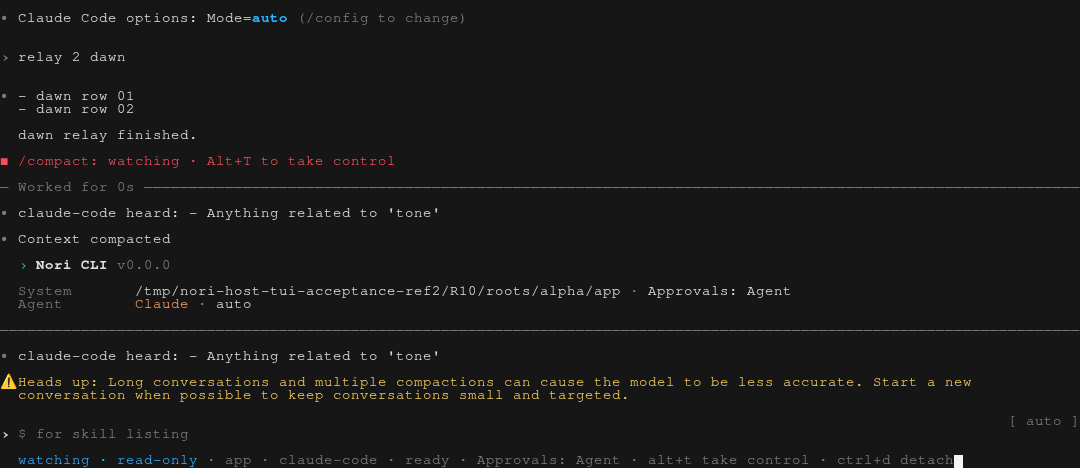 • Claude Code options: Mode=auto (/config to change)
› relay 2 dawn
• - dawn row 01
- dawn row 02
dawn relay finished.
■ /compact: watching · Alt+T to take control
─ Worked for 0s ─
• claude-code heard: - Anything related to 'tone'
• Context compacted
› Nori CLI v0.0.0
System /tmp/nori-host-tui-acceptance-ref2/R10/roots/alpha/app · Approvals: Agent
Agent Claude · auto
• claude-code heard: - Anything related to 'tone'
⚠ Heads up: Long conversations and multiple compactions can cause the model to be less accurate. Start a new
conversation when possible to keep conversations small and targeted.
[ auto ]
› $ for skill listing
watching · read-only · app · claude-code · ready · Approvals: Agent · alt+t take control · ctrl+d detach